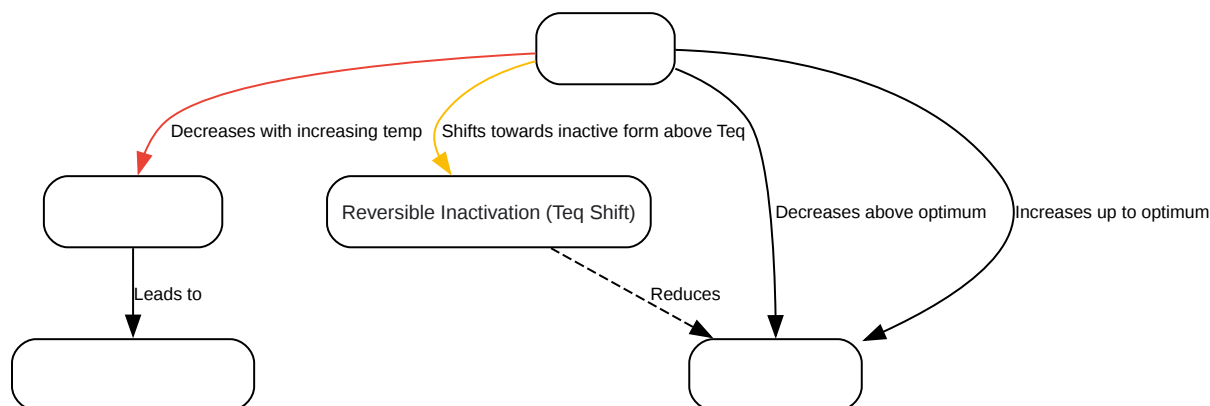 Decreases with increasing temp
Shifts towards inactive form above Teq
Reversible Inactivation (Teq Shift)
Decreases above optimum
Increases up to optimum
Leads to
Reduces